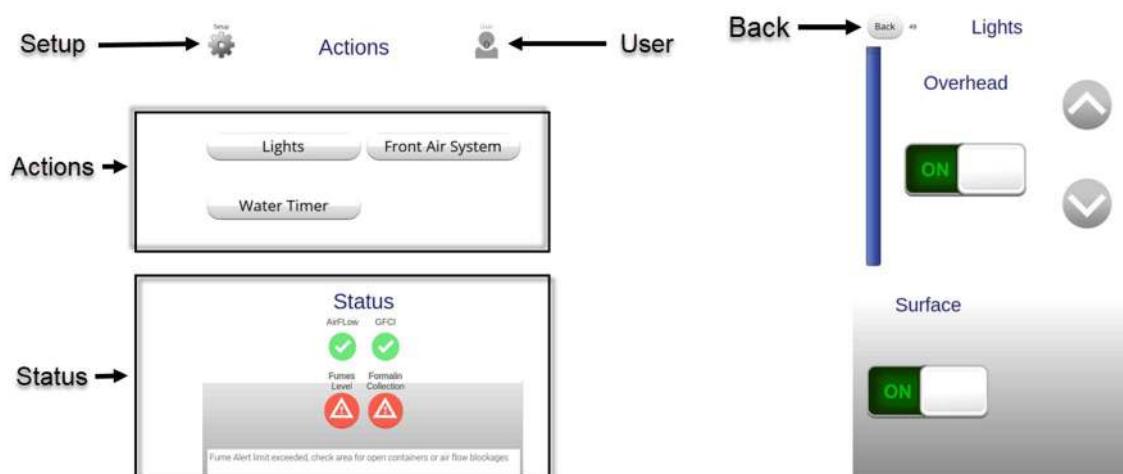 Setup
Setup
Actions
User
User
Actions
Lights
Front Air System
Water Timer
Status
Status
AirFLow
GFCI
Fumes Level
Formalin Collection
Fume Alert limit exceeded, check area for open containers or air flow blockages
Back
Back
49
Lights
Overhead
ON
Surface
ON